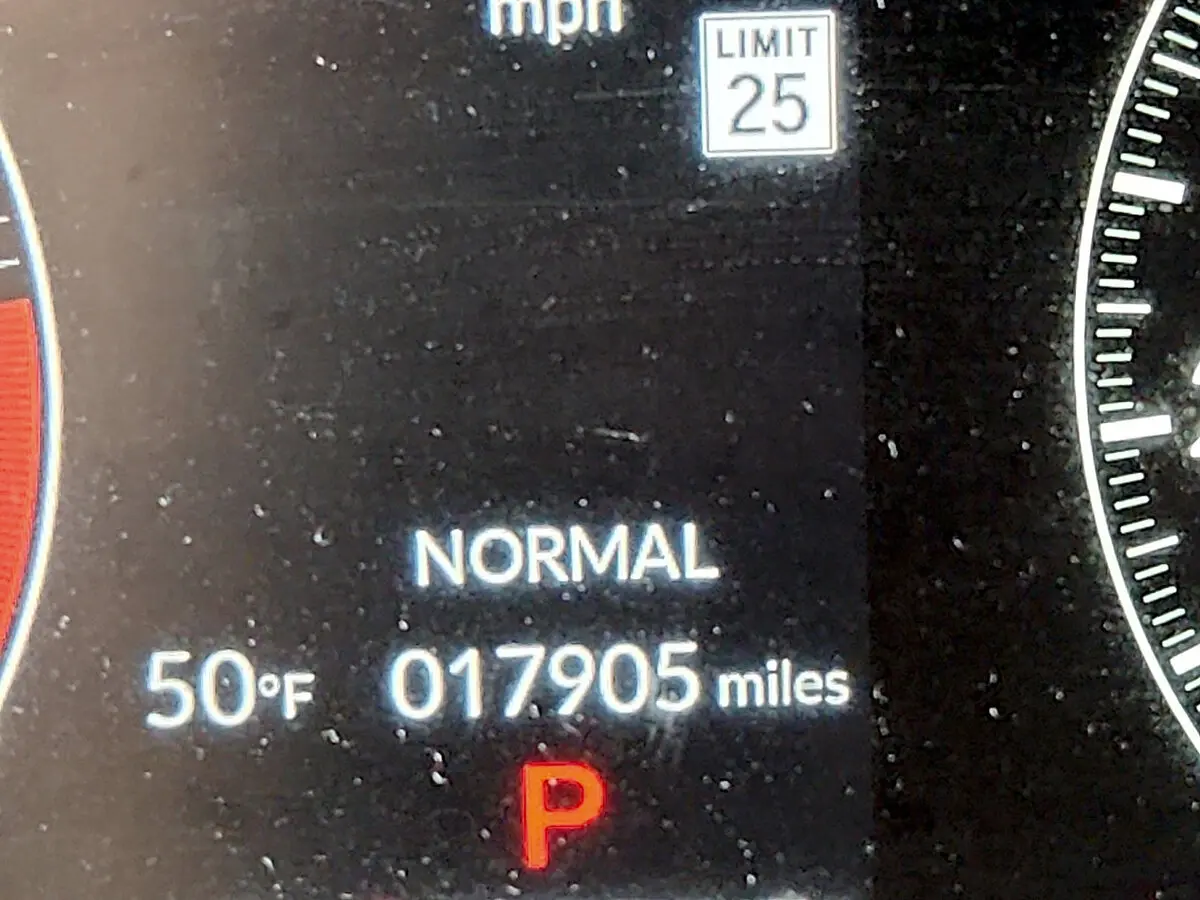 mph
LIMIT
25
NORMAL
50°F 017905 miles
P